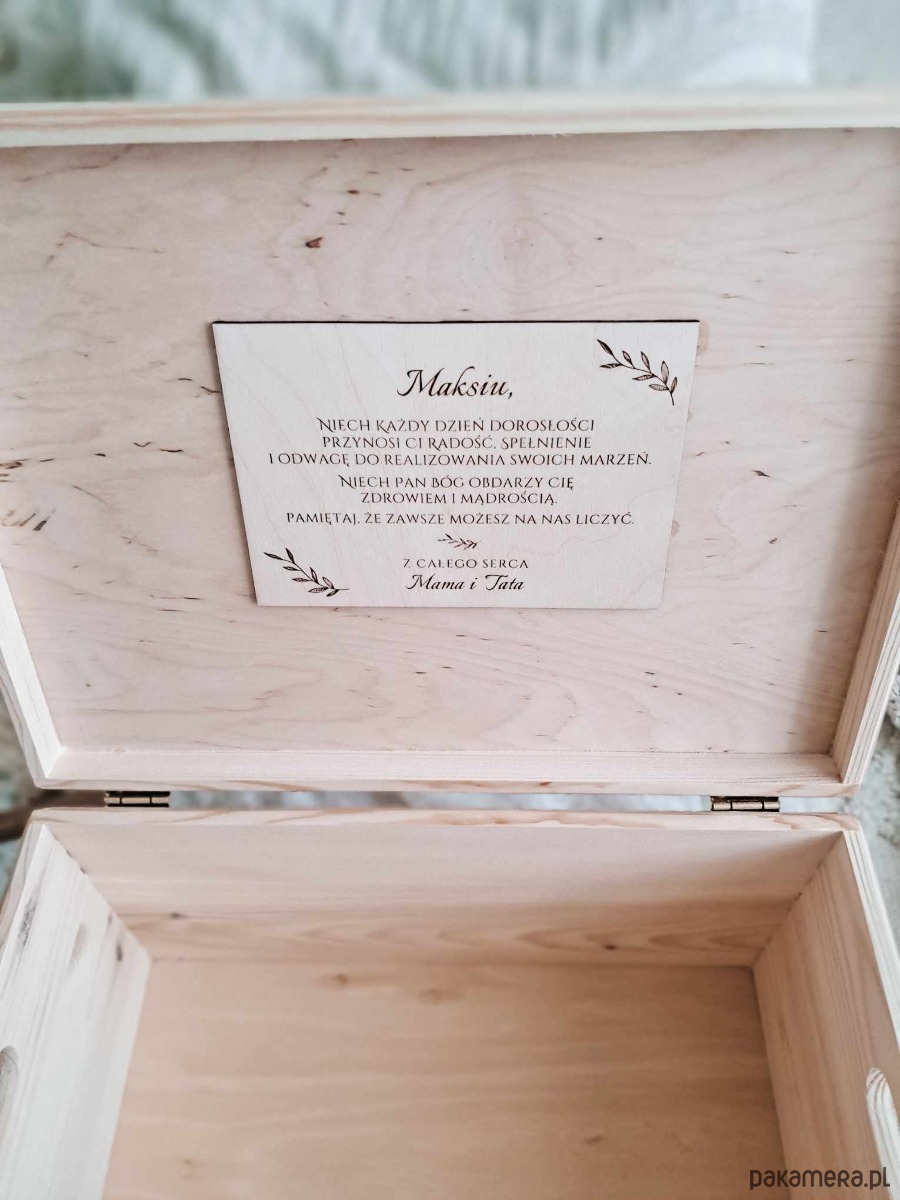 Maksiu,
NIECH KAŻDY DZIEŃ DOROSŁOŚCI
PRZYNOSI CI RADOŚĆ, SPEŁNIENIE
I ODWAGĘ DO REALIZOWANIA SWOICH MARZEŃ.
NIECH PAN BÓG OBDARZY CIĘ
ZDROWIEM I MĄDROŚCIĄ.
PAMIĘTAJ, ŻE ZAWSZE MOŻESZ NA NAS LICZYĆ.
Z CAŁEGO SERCA
Mama i Tata
pakamera.pl